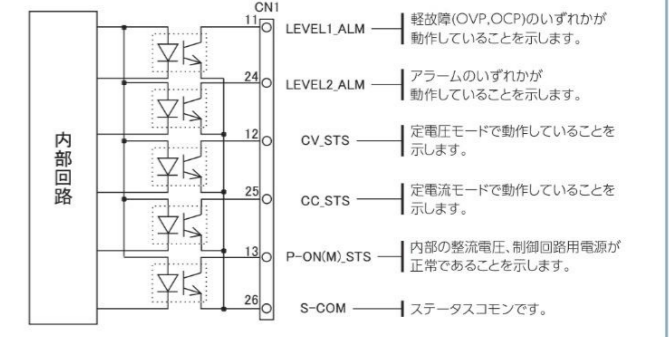 CN1
11 LEVEL1_ALM 軽故障(OVP,OCP)のいずれかが
動作していることを示します。
24 LEVEL2_ALM アラームのいずれかが
動作していることを示します。
内部回路
12 CV_STS 定電圧モードで動作していることを
示します。
25 CC_STS 定電流モードで動作していることを
示します。
13 P-ON(M)_STS 内部の整流電圧、制御回路用電源が
正常であることを示します。
26 S-COM ステータスコモンです。